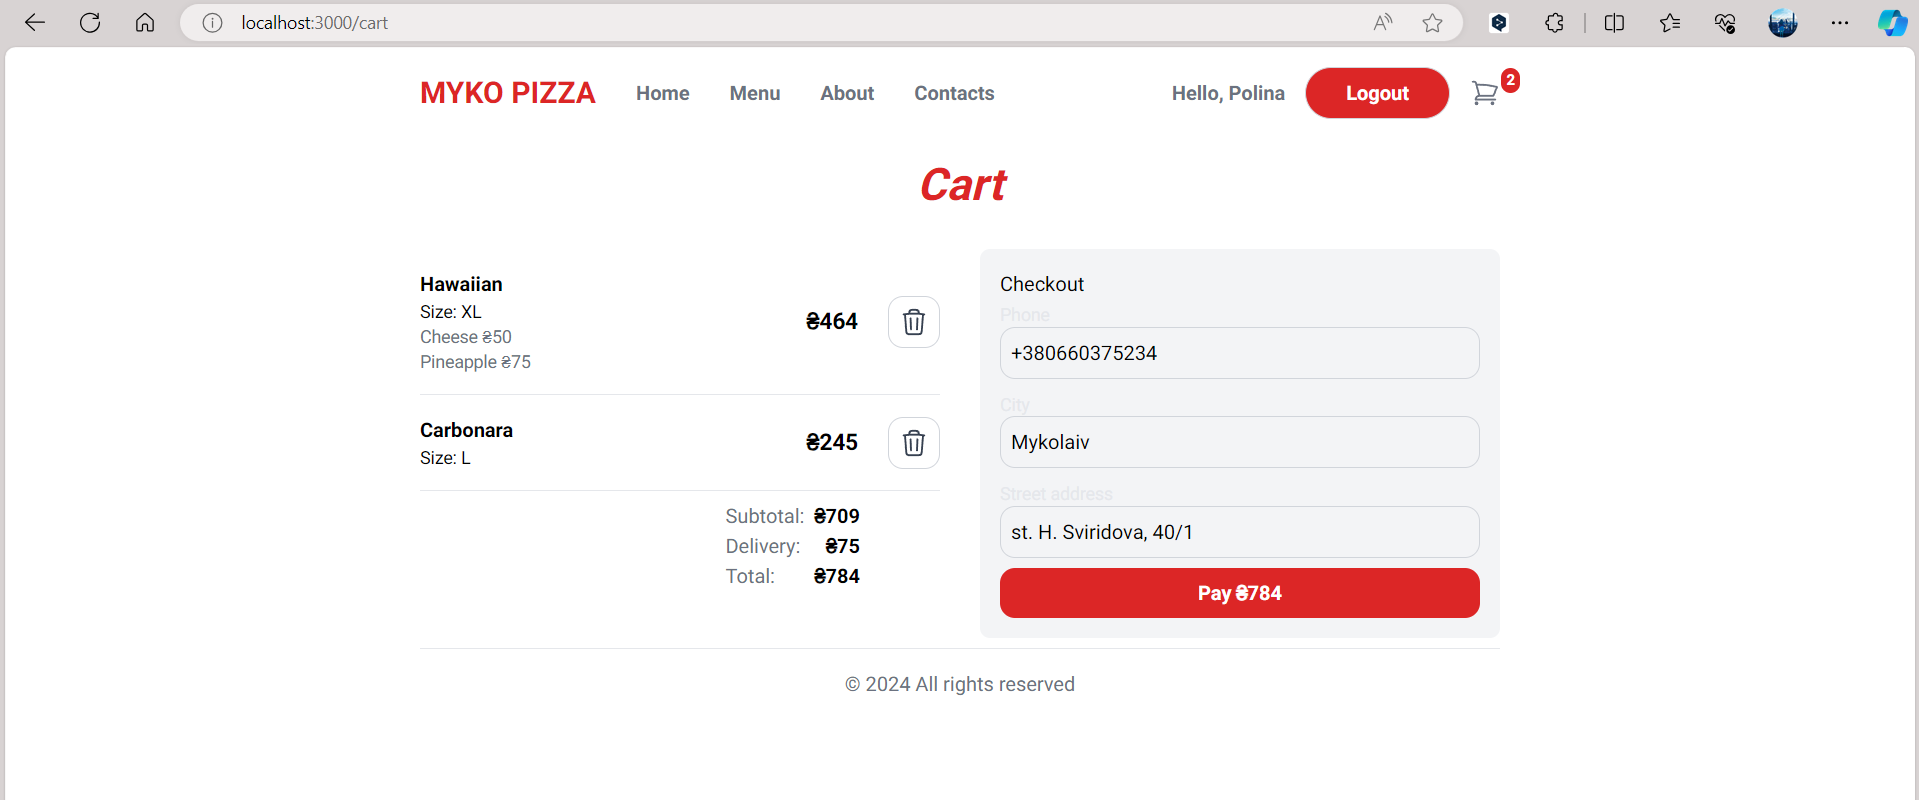 localhost:3000/cart
MYKO PIZZA Home Menu About Contacts Hello, Polina Logout 2
Cart
Hawaiian
Size: XL
Cheese ₴50
Pineapple ₴75
₴464
Carbonara
Size: L
₴245
Subtotal: ₴709
Delivery: ₴75
Total: ₴784
Checkout
Phone
+380660375234
City
Mykolaiv
Street address
st. H. Sviridova, 40/1
Pay ₴784
© 2024 All rights reserved